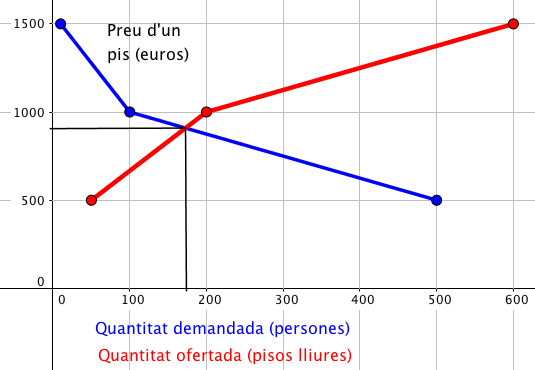 1500
Preu d'un
pis (euros)
1000
500
0
0 100 200 300 400 500 600
Quantitat demandada (persones)
Quantitat ofertada (pisos lliures)